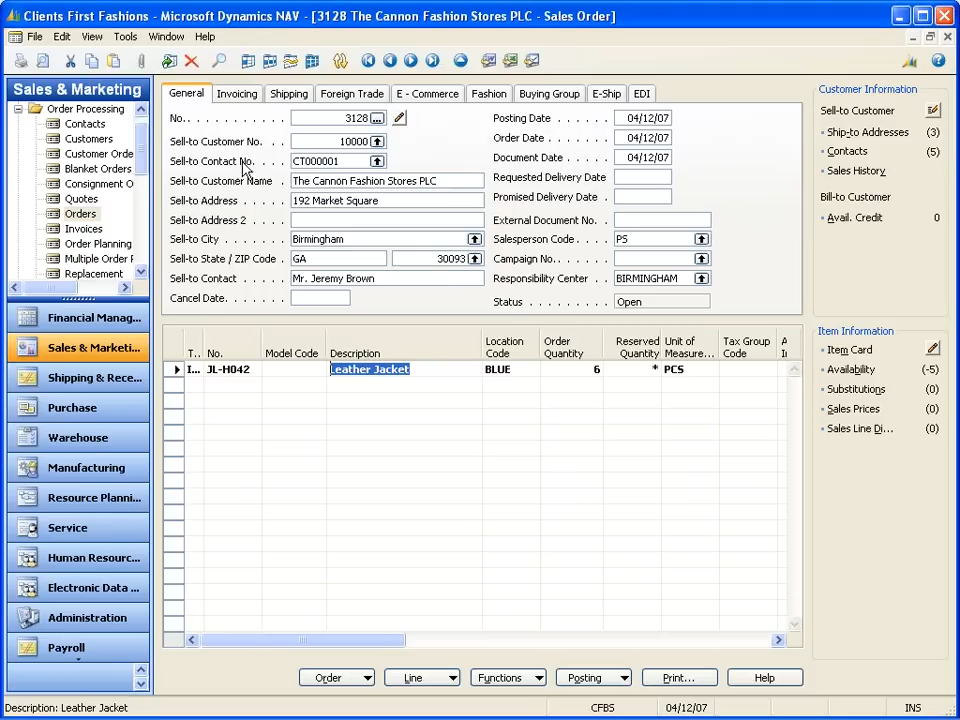 Clients First Fashions - Microsoft Dynamics NAV - [3128 The Cannon Fashion Stores PLC - Sales Order]
File Edit View Tools Window Help
Sales & Marketing
Order Processing
Contacts
Customers
Customer Orde
Blanket Orders
Consignment O
Quotes
Orders
Invoices
Order Planning
Multiple Order F
Replacement
Financial Manag...
Sales & Marketi...
Shipping & Rece...
Purchase
Warehouse
Manufacturing
Resource Planni...
Service
Human Resourc...
Electronic Data ...
Administration
Payroll
General Invoicing Shipping Foreign Trade E - Commerce Fashion Buying Group E-Ship EDI
No. . . . . . . . . . . 3128 ...
Sell-to Customer No. 10000
Sell-to Contact No. CT000001
Sell-to Customer Name The Cannon Fashion Stores PLC
Sell-to Address 192 Market Square
Sell-to Address 2
Sell-to City Birmingham
Sell-to State / ZIP Code GA 30093
Sell-to Contact Mr. Jeremy Brown
Cancel Date
Posting Date 04/12/07
Order Date 04/12/07
Document Date 04/12/07
Requested Delivery Date
Promised Delivery Date
External Document No.
Salesperson Code PS
Campaign No.
Responsibility Center BIRMINGHAM
Status Open
T.. No. Model Code Description Location Code Order Quantity Reserved Quantity Unit of Measure... Tax Group Code
I... JL-H042 Leather Jacket BLUE 6 * PCS
Order Line Functions Posting Print... Help
Customer Information
Sell-to Customer
Ship-to Addresses (3)
Contacts (5)
Sales History
Bill-to Customer
Avail. Credit 0
Item Information
Item Card
Availability (-5)
Substitutions (0)
Sales Prices (0)
Sales Line Di... (0)
Description: Leather Jacket CFBS 04/12/07 INS